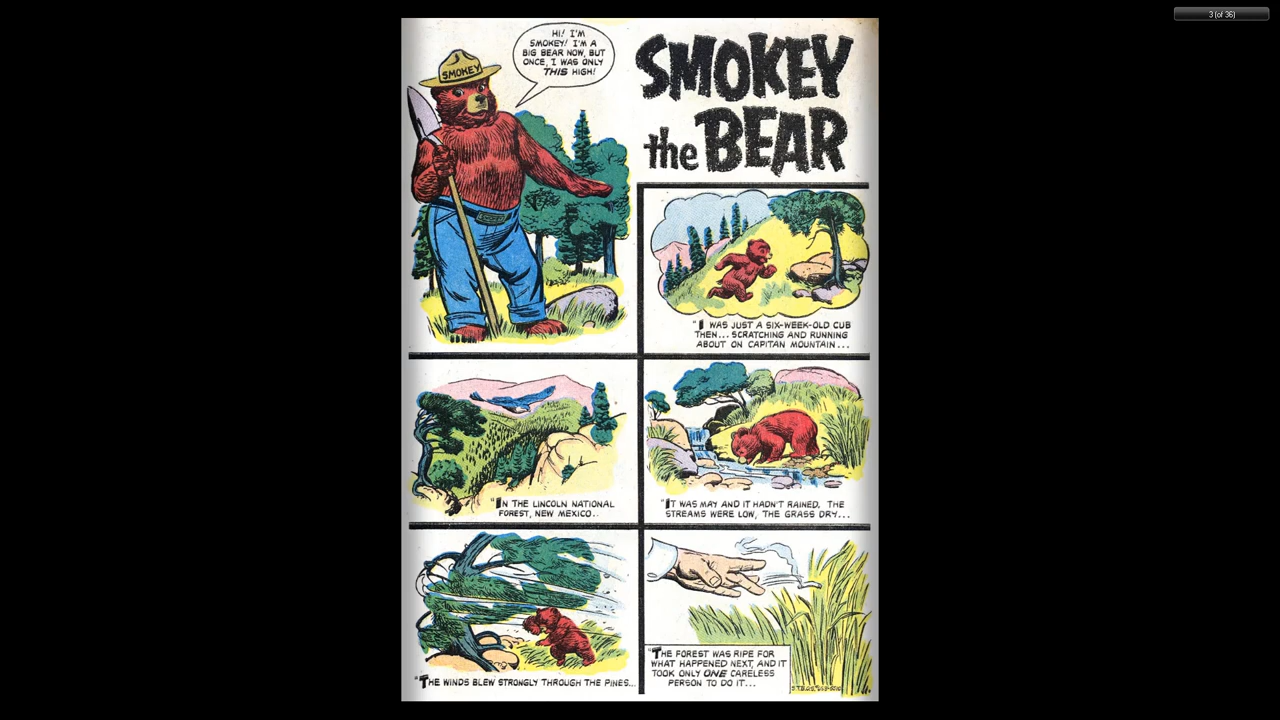 3 (of 36)
HI! I'M
SMOKEY! I'M A
BIG BEAR NOW, BUT
ONCE, I WAS ONLY
THIS HIGH!
SMOKEY
SMOKEY
the BEAR
"I WAS JUST A SIX-WEEK-OLD CUB
THEN... SCRATCHING AND RUNNING
ABOUT ON CAPITAN MOUNTAIN...
"IN THE LINCOLN NATIONAL
FOREST, NEW MEXICO..
"IT WAS MAY AND IT HADN'T RAINED. THE
STREAMS WERE LOW, THE GRASS DRY...
"THE WINDS BLEW STRONGLY THROUGH THE PINES...
"THE FOREST WAS RIPE FOR
WHAT HAPPENED NEXT, AND IT
TOOK ONLY ONE CARELESS
PERSON TO DO IT...